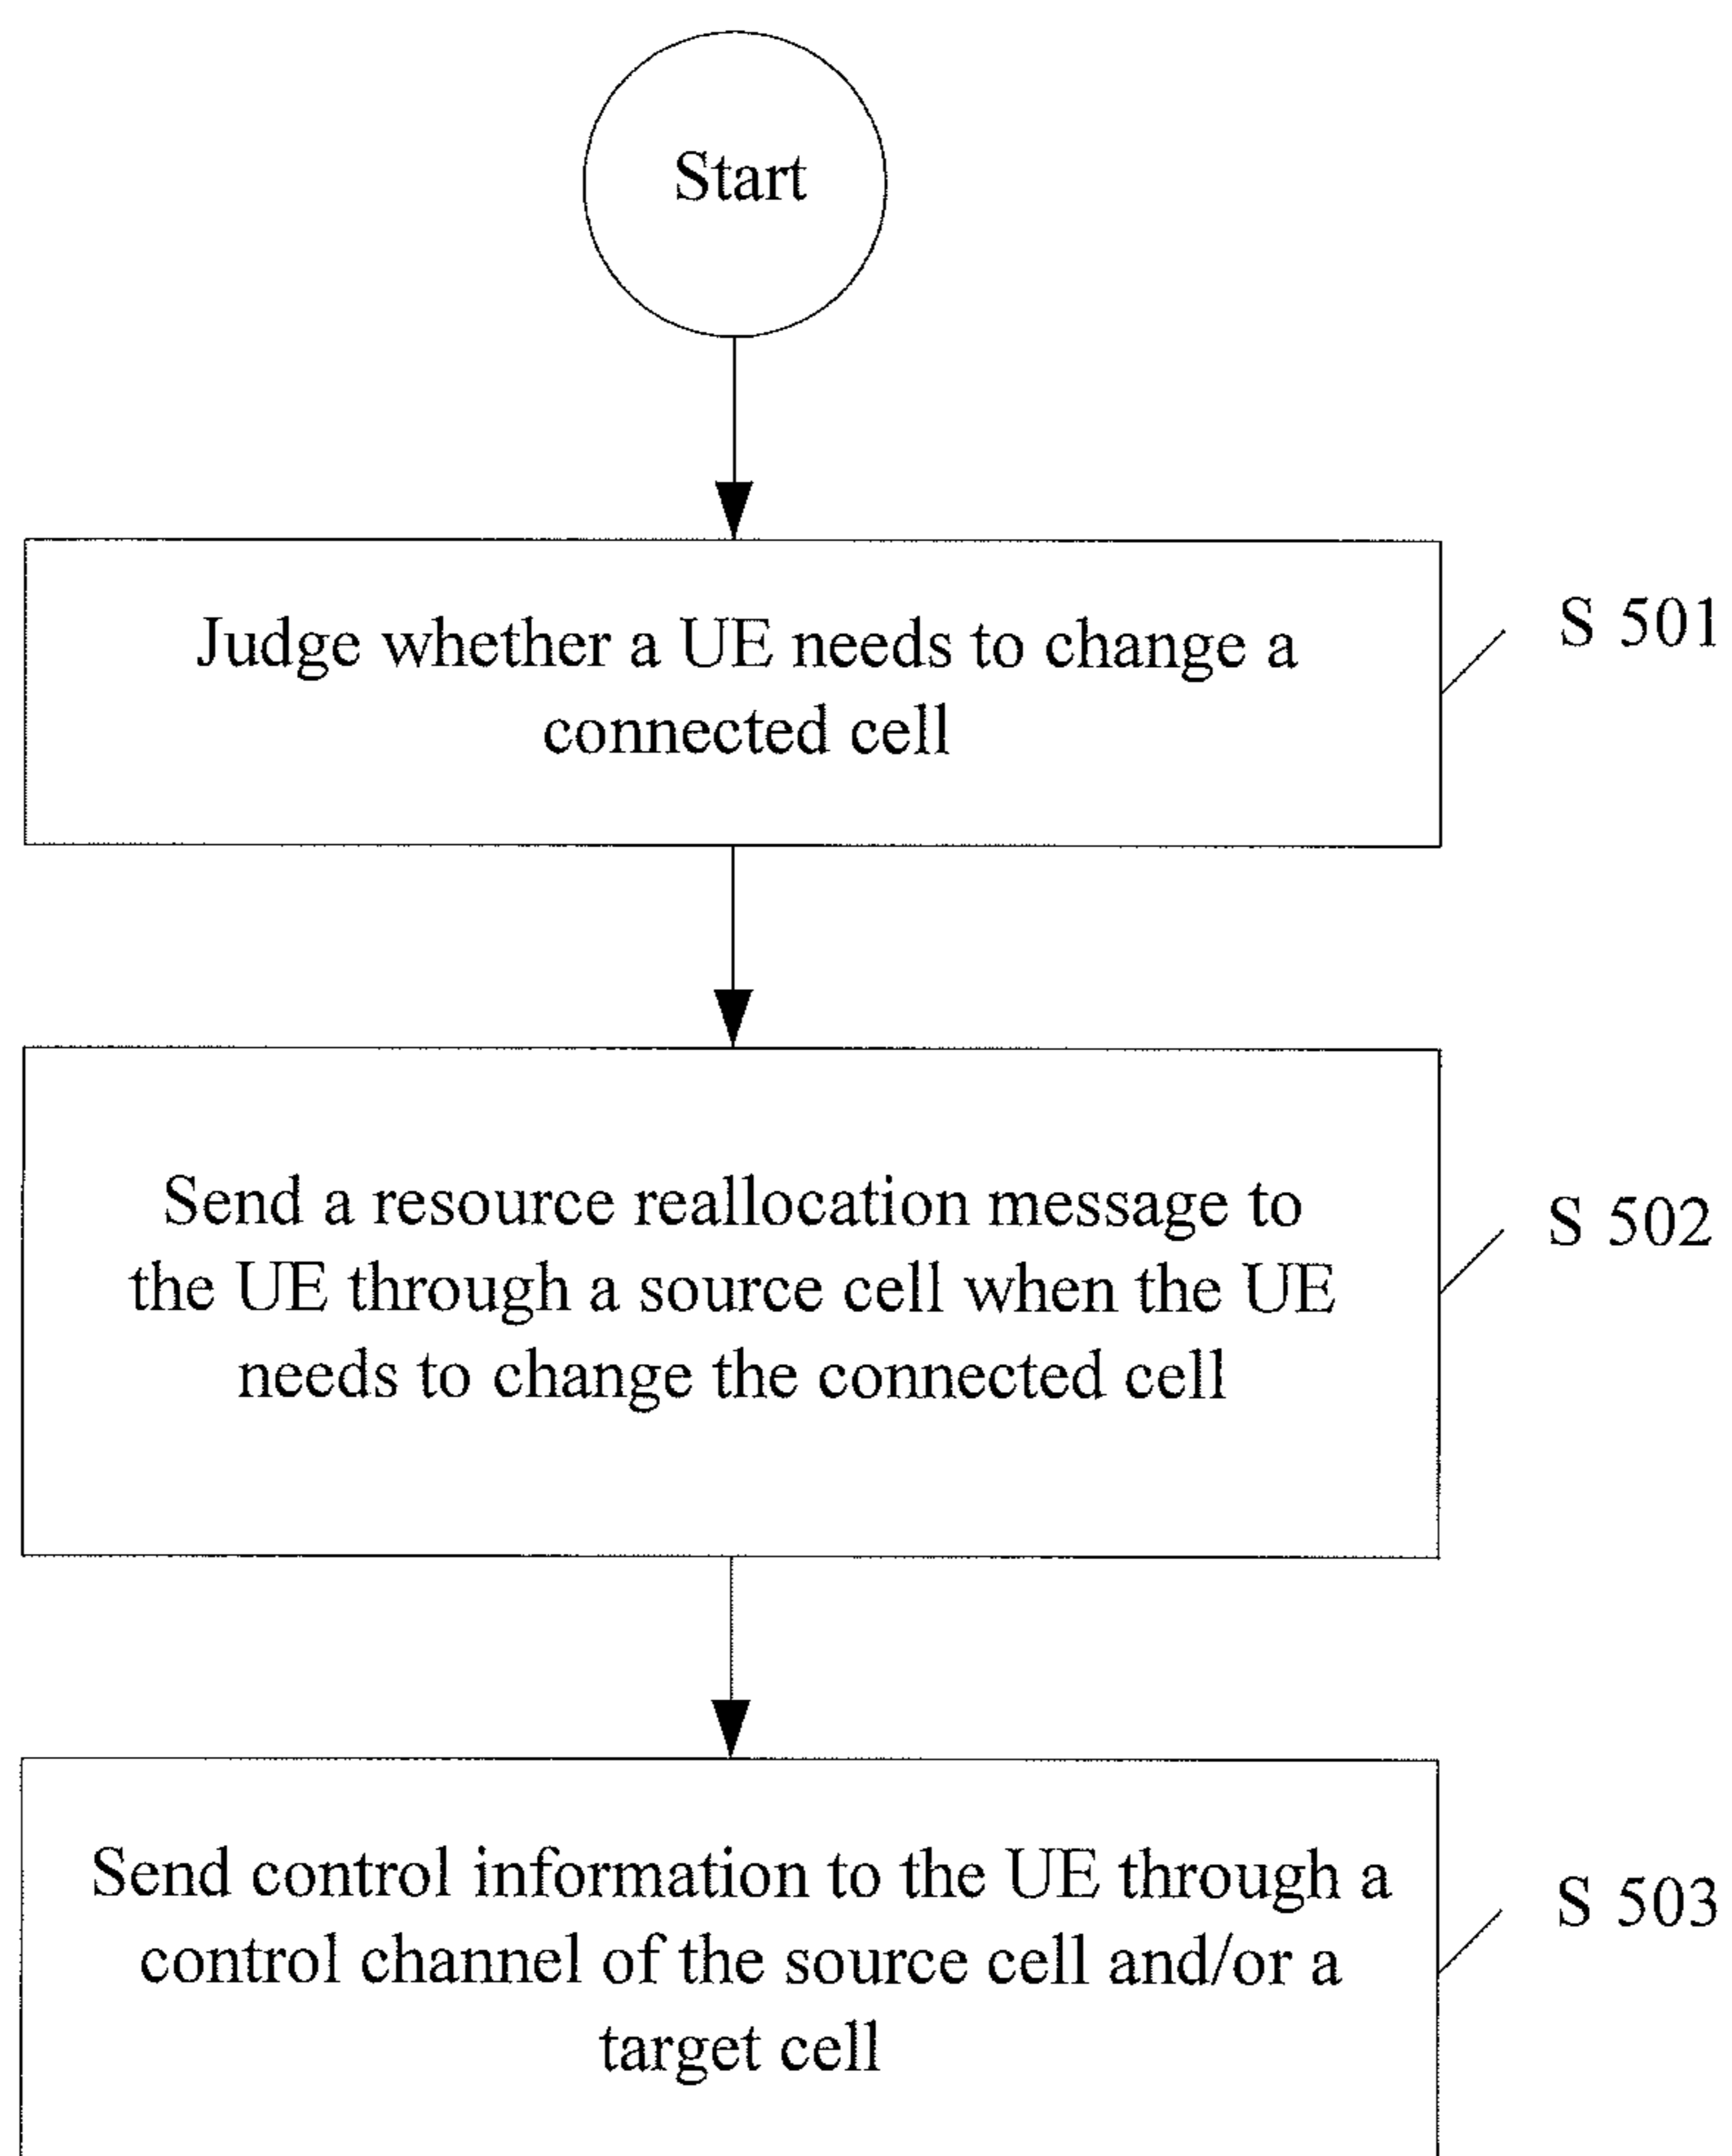 Start
Judge whether a UE needs to change a
connected cell
S 501
Send a resource reallocation message to
the UE through a source cell when the UE
needs to change the connected cell
S 502
Send control information to the UE through a
control channel of the source cell and/or a
target cell
S 503